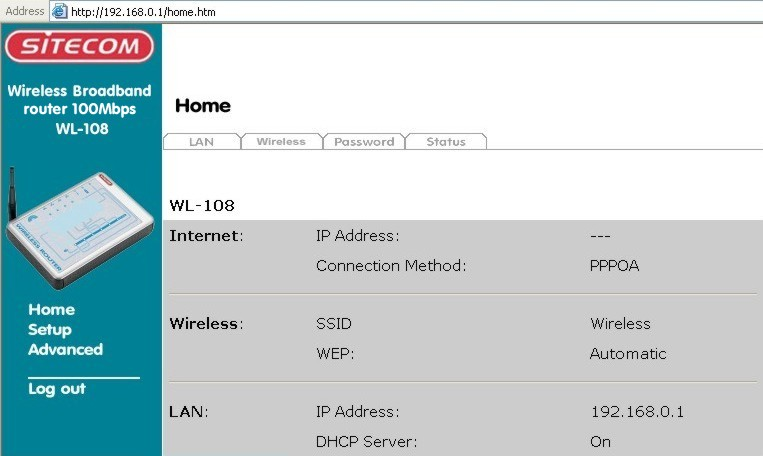 Address http://192.168.0.1/home.htm
SITECOM
Wireless Broadband
router 100Mbps
WL-108
Home
LAN Wireless Password Status
WL-108
Internet: IP Address: ---
Connection Method: PPPOA
Wireless: SSID Wireless
WEP: Automatic
LAN: IP Address: 192.168.0.1
DHCP Server: On
WIRELESS ROUTER
Home
Setup
Advanced
Log out